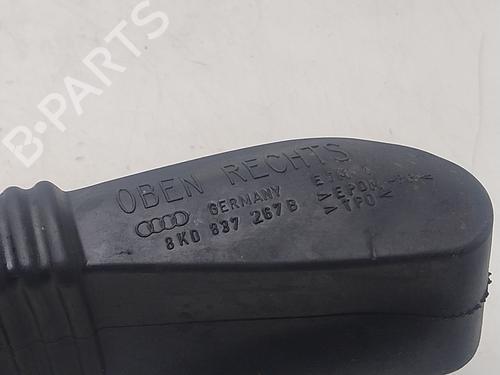 B-PARTS
OBEN RECHTS
GERMANY
8K0 837 267B
>EPDM
>TPO<